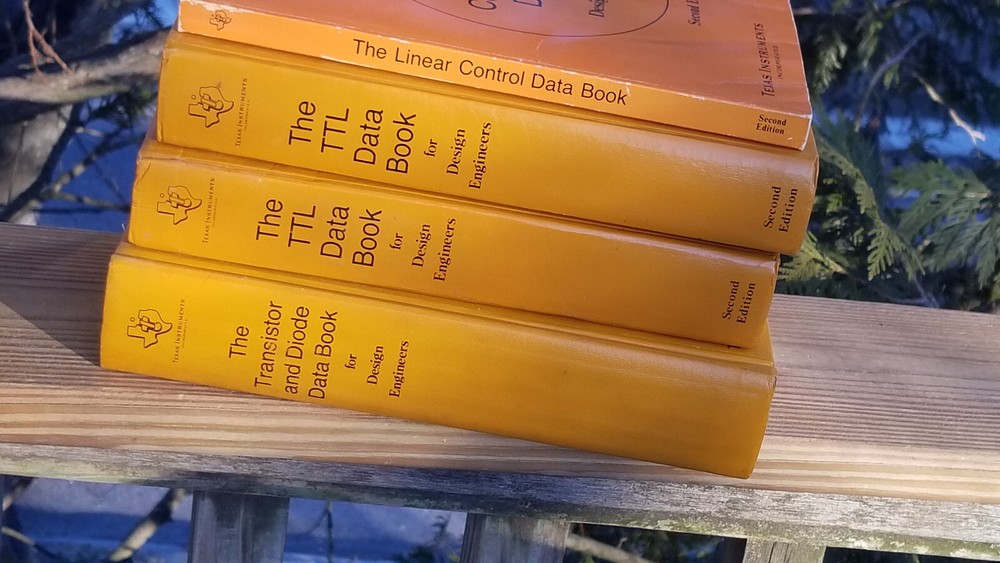 Second
TEXAS INSTRUMENTS
INCORPORATED
The Linear Control Data Book
Second
Edition
TEXAS INSTRUMENTS
The
TTL
Data
Book
for
Design
Engineers
Second
Edition
TEXAS INSTRUMENTS
The
TTL
Data
Book
for
Design
Engineers
Second
Edition
TEXAS INSTRUMENTS
The
Transistor
and Diode
Data Book
for
Design
Engineers